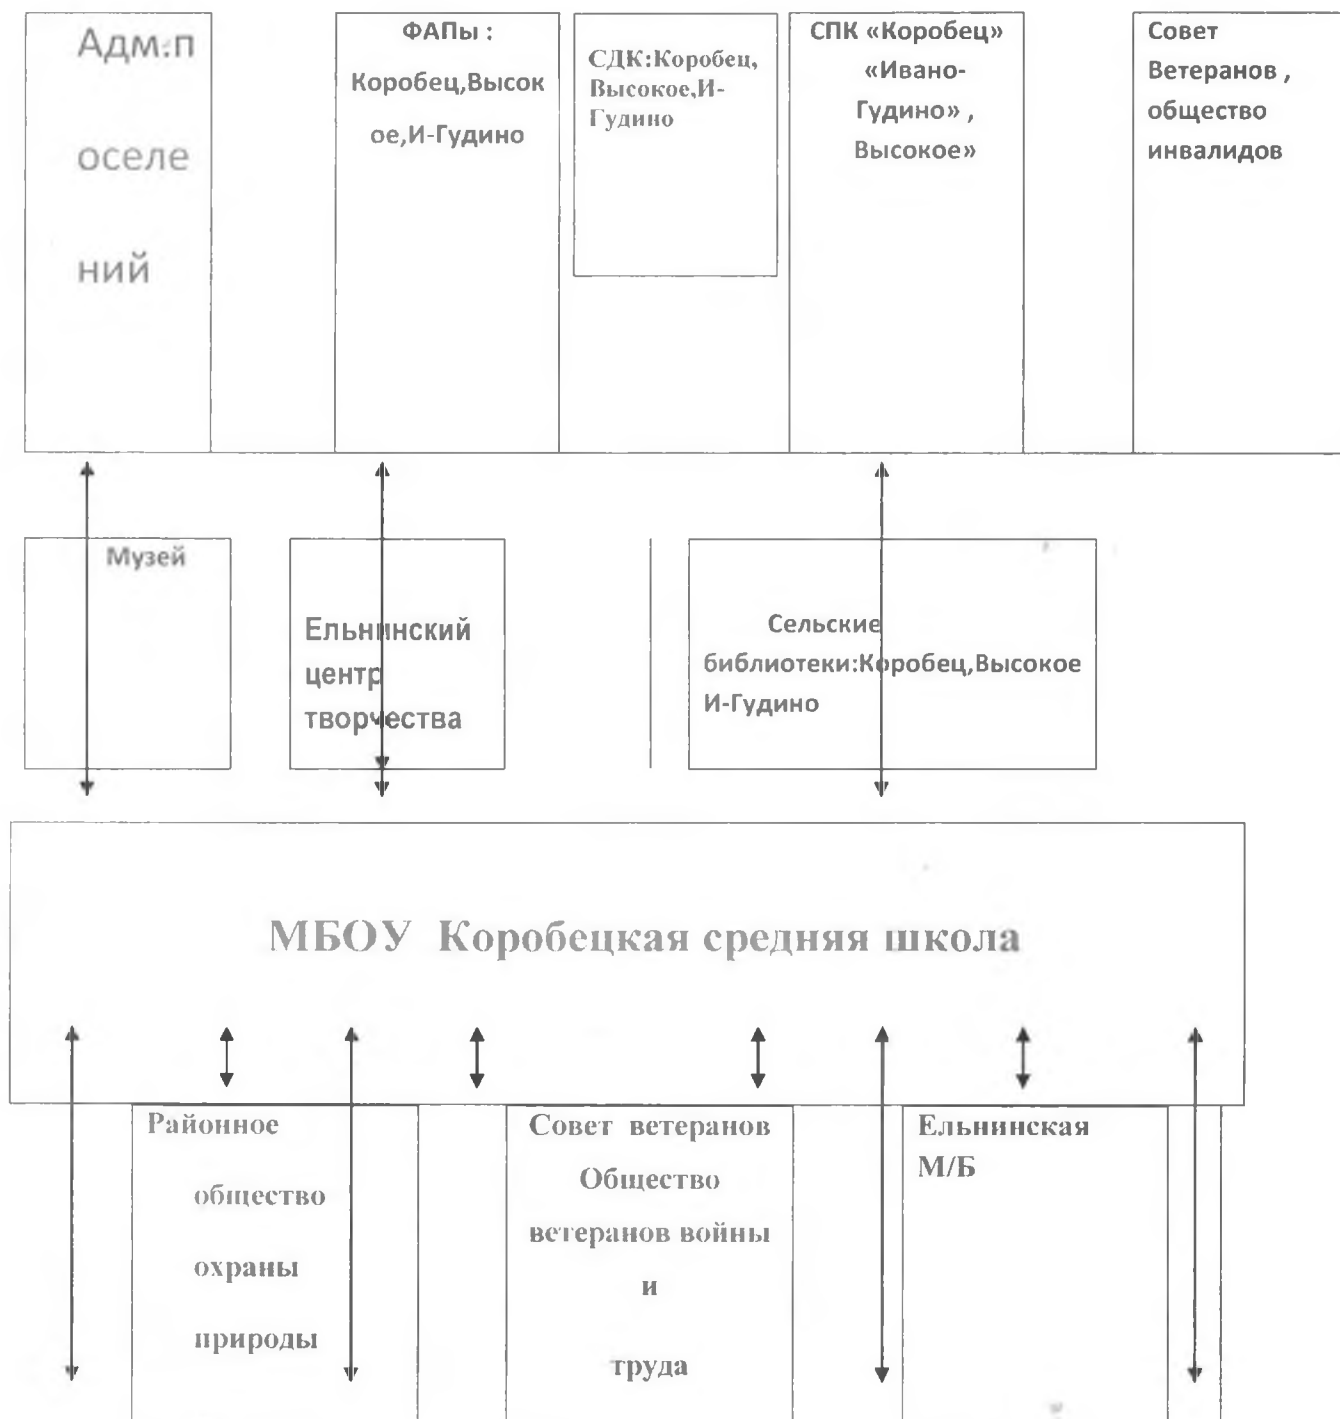 Адм.п
оселе
ний
ФАПы :
Коробец,Высок
ое,И-Гудино
СДК:Коробец,
Высокое,И-
Гудино
СПК «Коробец»
«Ивано-
Гудино» ,
Высокое»
Совет
Ветеранов ,
общество
инвалидов
Музей
Ельнинский
центр
творчества
Сельские
библиотеки:Коробец,Высокое
И-Гудино
МБОУ Коробецкая средняя школа
Районное
общество
охраны
природы
Совет ветеранов
Общество
ветеранов войны
и
труда
Ельнинская
М/Б